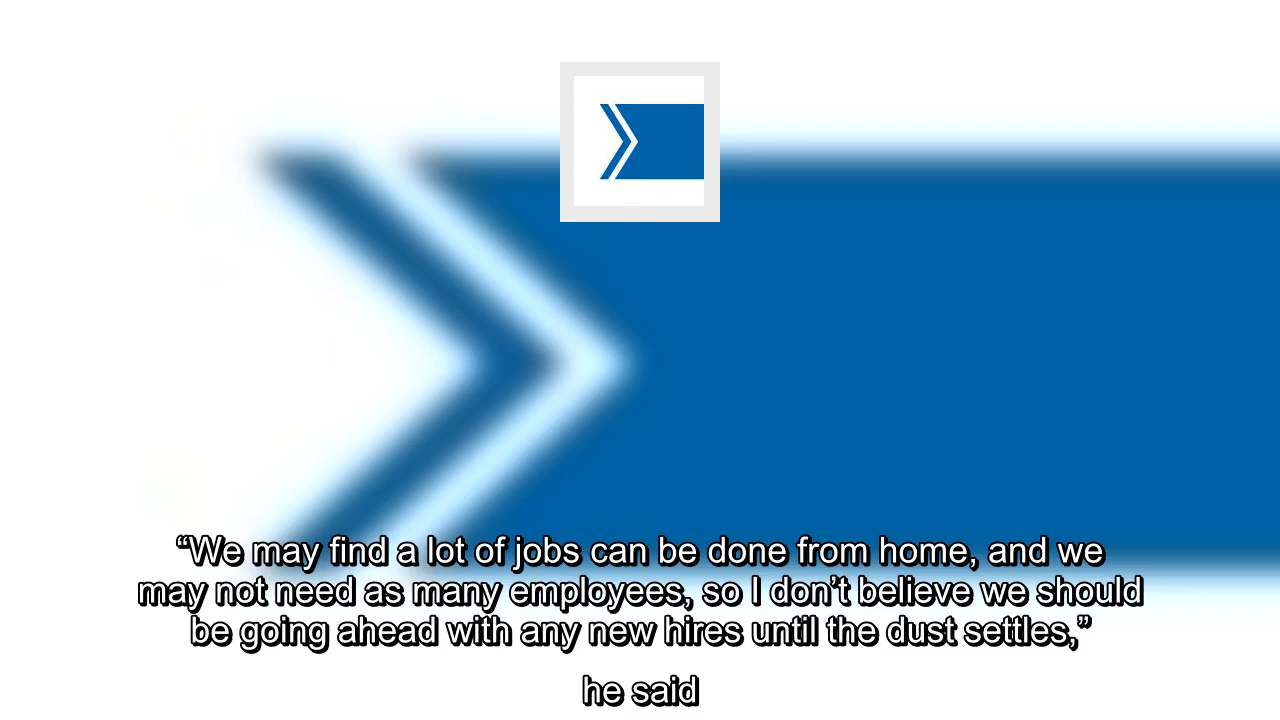 “We may find a lot of jobs can be done from home, and we
may not need as many employees, so I don’t believe we should
be going ahead with any new hires until the dust settles,”
he said